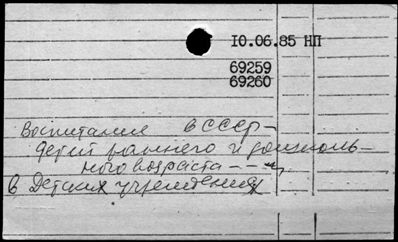 10.06.85 НП
69259
69260
Воспитание в СССР –
детей раннего и дошколь–
ного возраста – – –
в детских учреждениях